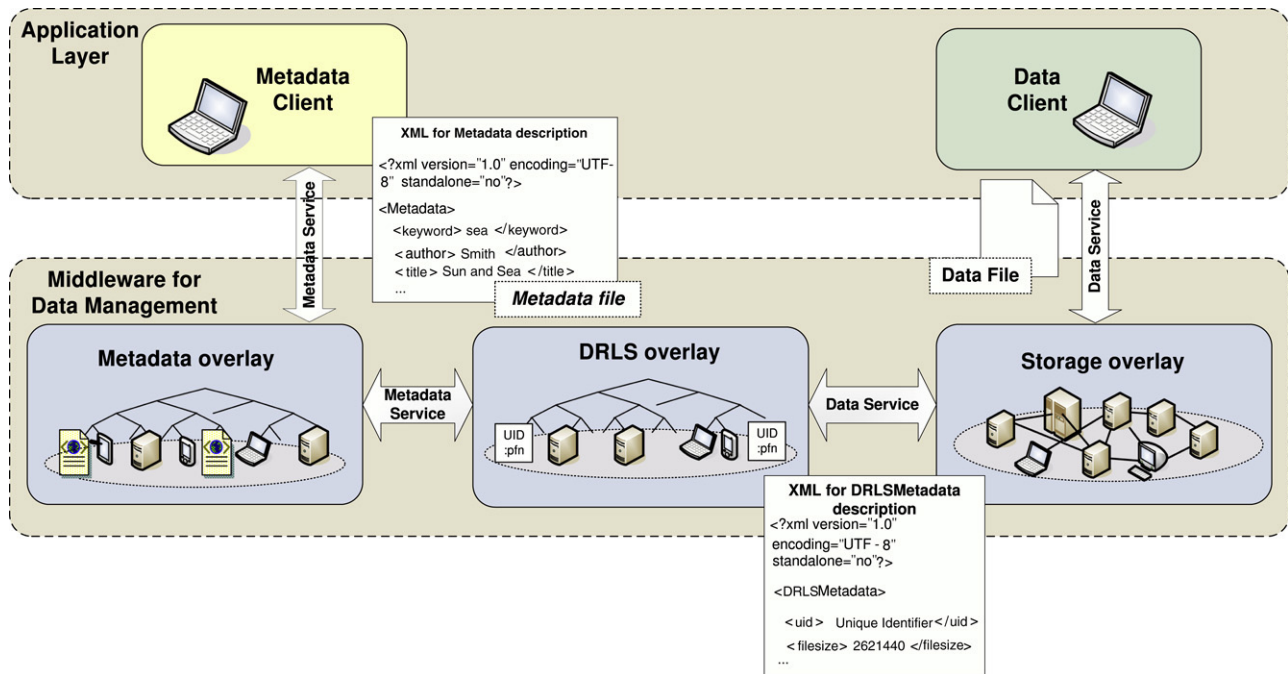 Application
Layer
Metadata
Client
Data
Client
XML for Metadata description
<?xml version="1.0" encoding="UTF-
8" standalone="no"?>
<Metadata>
<keyword> sea </keyword>
<author> Smith </author>
<title> Sun and Sea </title>
...
Metadata file
Metadata Service
Data File
Data Service
Middleware for
Data Management
Metadata overlay
Metadata
Service
DRLS overlay
UID
:pfn
UID
:pfn
Data Service
Storage overlay
XML for DRLSMetadata
description
<?xml version="1.0"
encoding="UTF - 8"
standalone="no"?>
<DRLSMetadata>
<uid> Unique Identifier</uid>
<filesize> 2621440 </filesize>
...